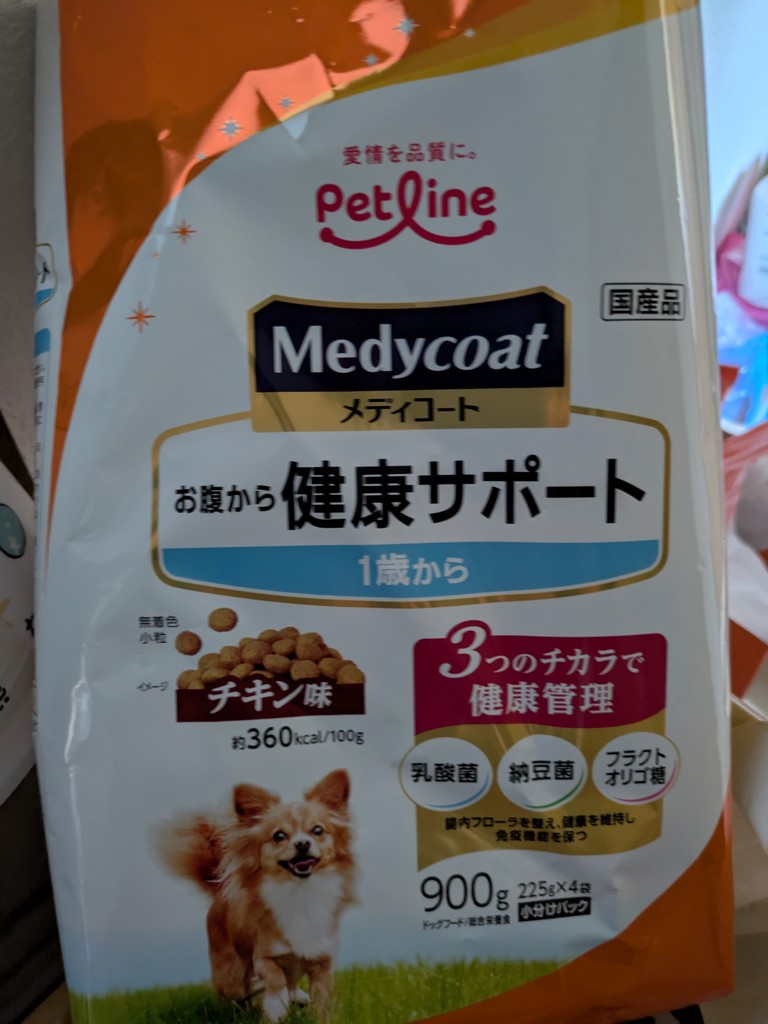 愛情を品質に。
Petline
国産品
Medycoat
メディコート
お腹から健康サポート
1歳から
無着色
小粒
イメージ
チキン味
約360kcal/100g
3つのチカラで
健康管理
乳酸菌
納豆菌
フラクト
オリゴ糖
腸内フローラを整え、健康を維持し
免疫機能を保つ
900g 225g×4袋
小分けパック
ドッグフード/総合栄養食